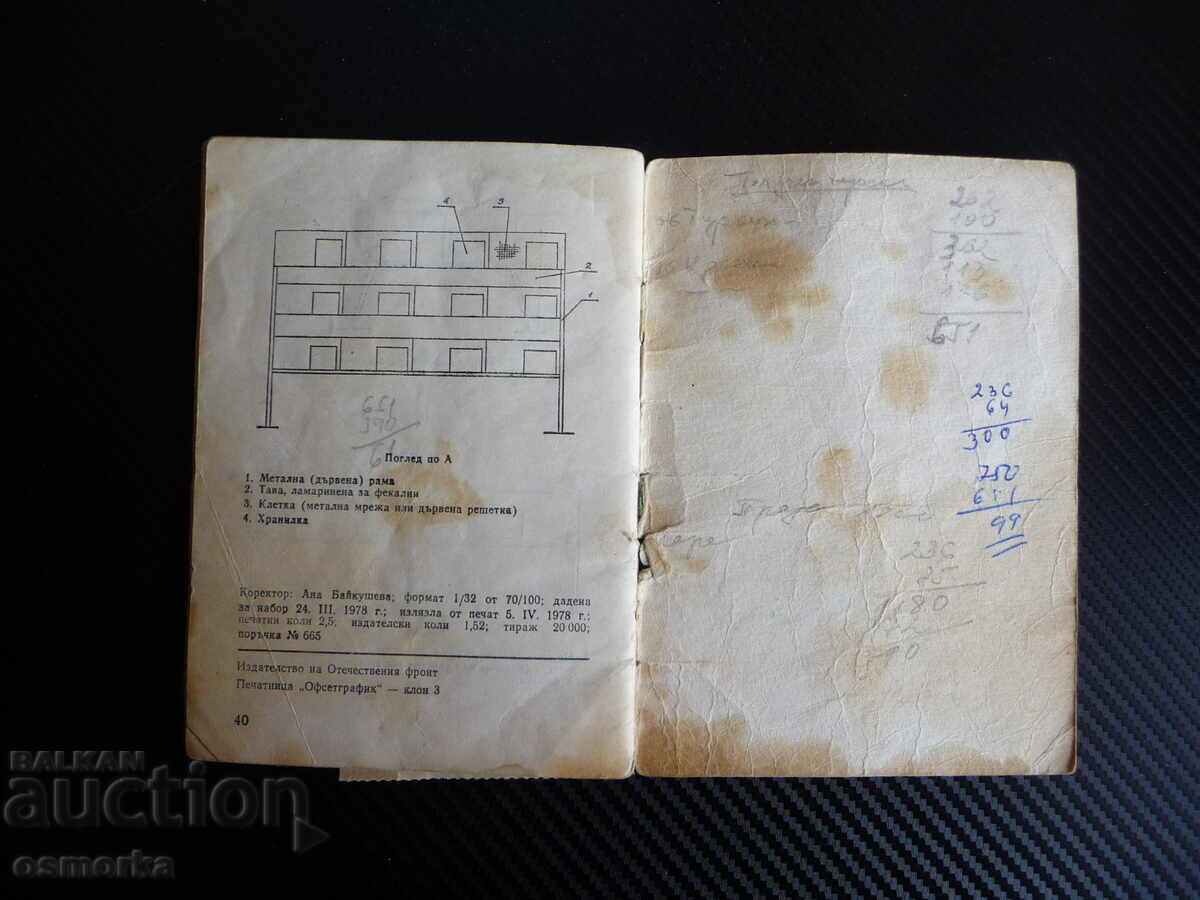 4
3
2
1
651
390
Поглед по А
1. Метална (дървена) рама
2. Тава, ламаринена за фекалии
3. Клетка (метална мрежа или дървена решетка)
4. Хранилка
Коректор: Ана Байкушева; формат 1/32 от 70/100; дадена
за набор 24. III. 1978 г.; излязла от печат 5. IV. 1978 г.;
печатни коли 2,5; издателски коли 1,52; тираж 20 000;
поръчка № 665
Издателство на Отечествения фронт
Печатница „Офсетграфик“ — клон 3
40
651
236
64
300
750
651
99
236
BALKAN
auction
osmorka